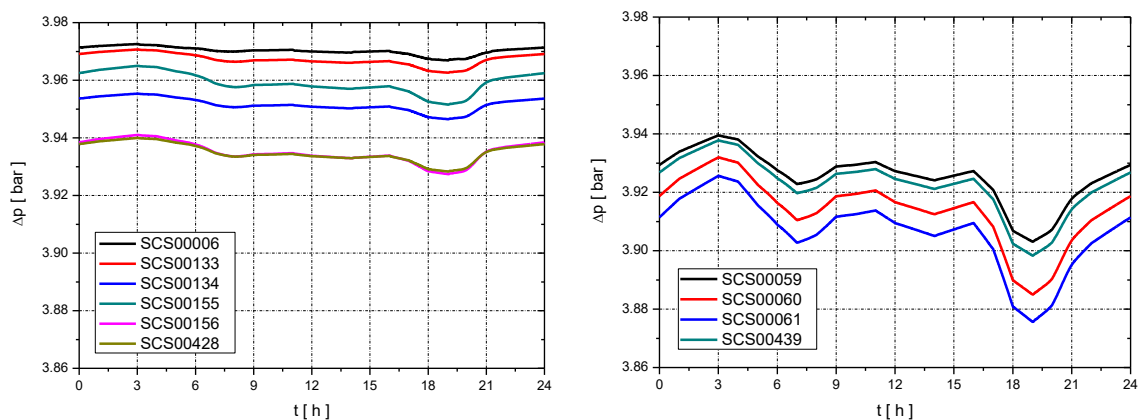 3.98
3.96
3.94
3.92
3.90
3.88
3.86
Δp [ bar ]
SCS00006
SCS00133
SCS00134
SCS00155
SCS00156
SCS00428
0 3 6 9 12 15 18 21 24
t [ h ]
3.98
3.96
3.94
3.92
3.90
3.88
3.86
Δp [ bar ]
SCS00059
SCS00060
SCS00061
SCS00439
0 3 6 9 12 15 18 21 24
t [ h ]